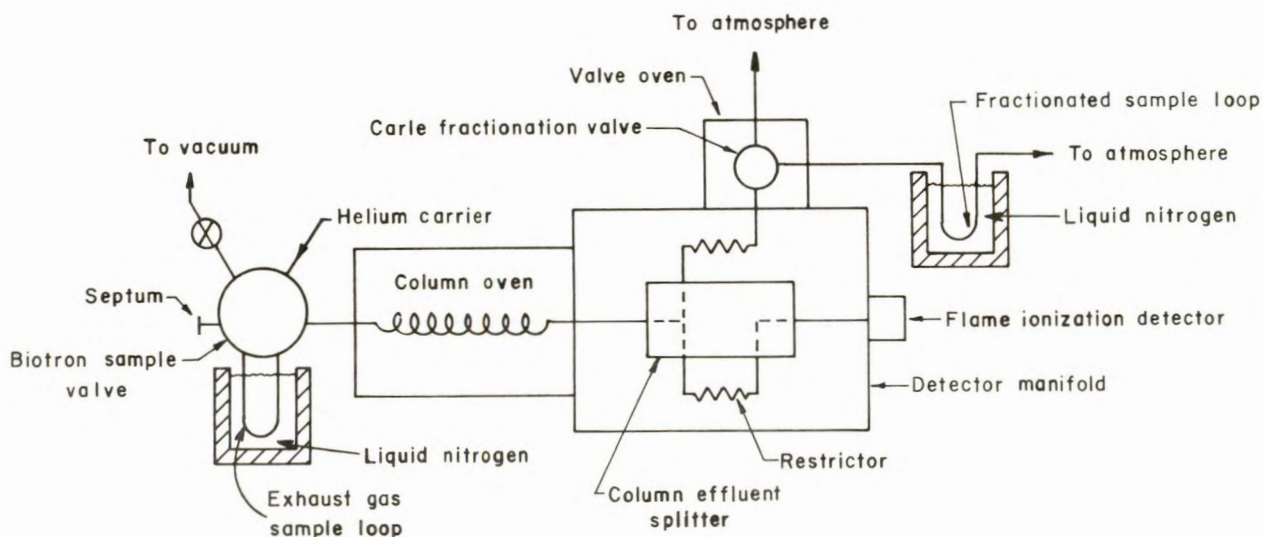 To atmosphere
Valve oven
Carle fractionation valve
Fractionated sample loop
To vacuum
To atmosphere
Helium carrier
Liquid nitrogen
Column oven
Septum
Flame ionization detector
Biotron sample
valve
Detector manifold
Liquid nitrogen
Restrictor
Exhaust gas
sample loop
Column effluent
splitter